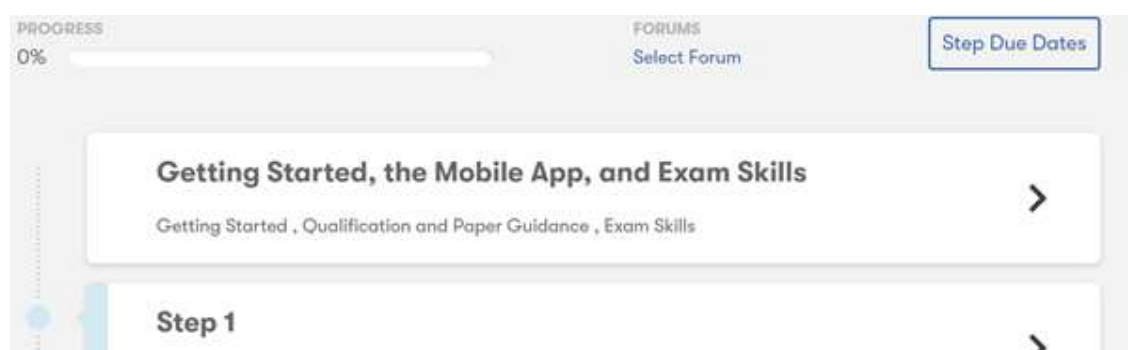 PROGRESS
0%
FORUMS
Select Forum
Step Due Dates
Getting Started, the Mobile App, and Exam Skills
Getting Started , Qualification and Paper Guidance , Exam Skills
Step 1